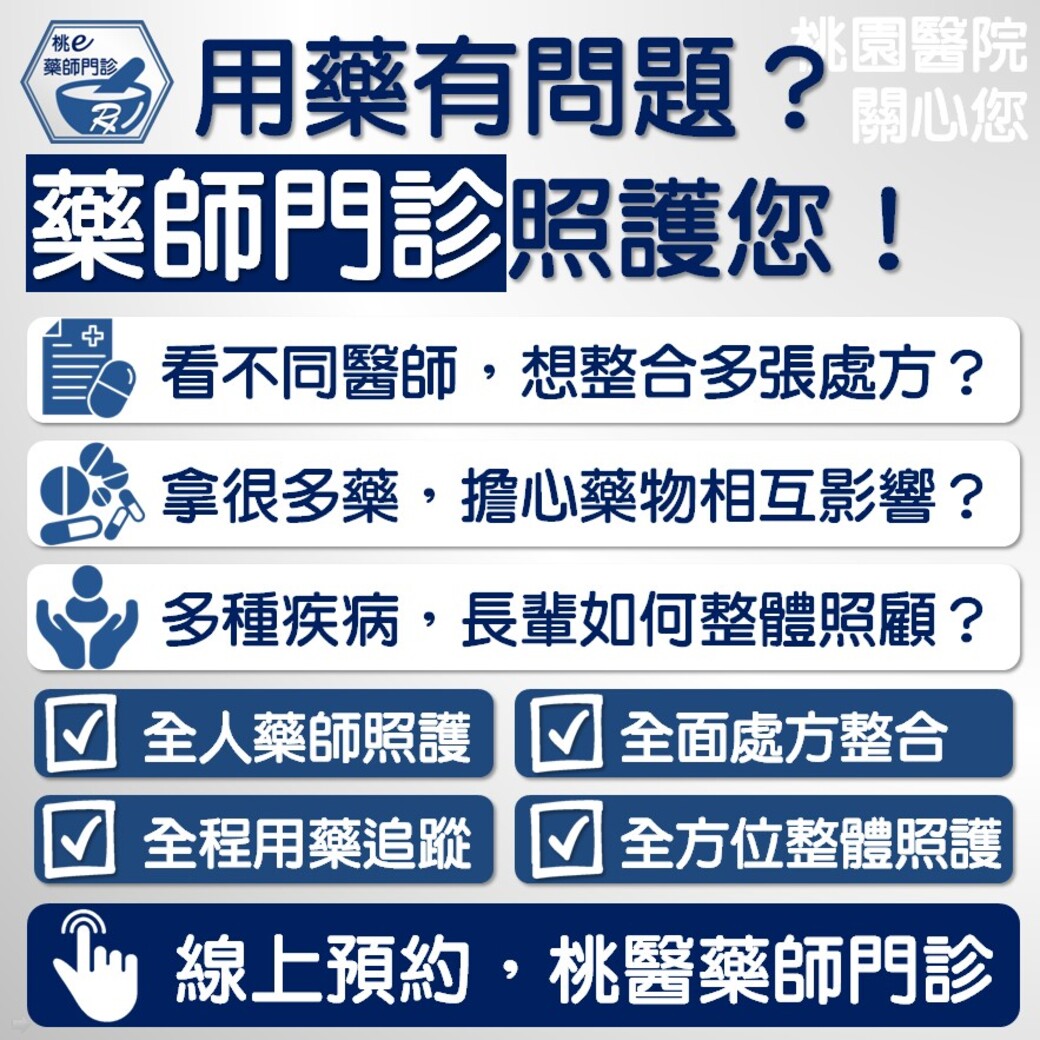 桃e
藥師門診
Rx
用藥有問題？
桃園醫院
關心您
藥師門診照護您！
看不同醫師，想整合多張處方？
拿很多藥，擔心藥物相互影響？
多種疾病，長輩如何整體照顧？
全人藥師照護
全面處方整合
全程用藥追蹤
全方位整體照護
線上預約，桃醫藥師門診